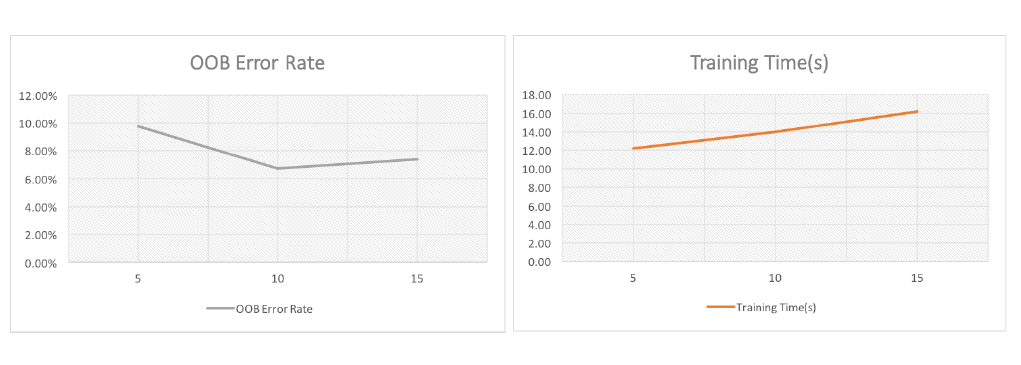 OOB Error Rate
12.00%
10.00%
8.00%
6.00%
4.00%
2.00%
0.00%
5 10 15
OOB Error Rate
Training Time(s)
18.00
16.00
14.00
12.00
10.00
8.00
6.00
4.00
2.00
0.00
5 10 15
Training Time(s)